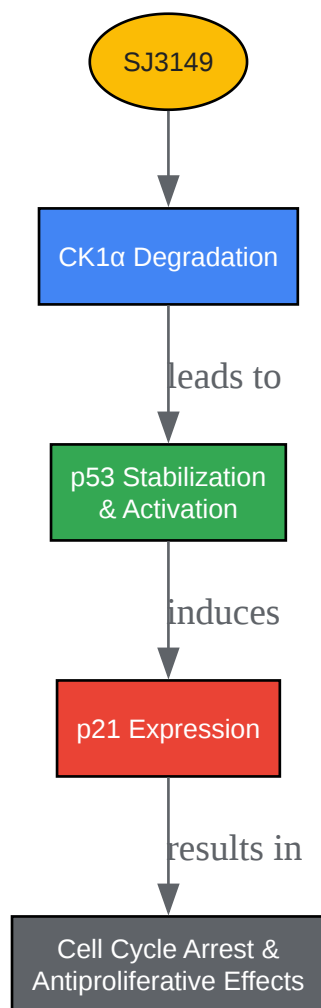 SJ3149
CK1α Degradation
leads to
p53 Stabilization
& Activation
induces
p21 Expression
results in
Cell Cycle Arrest &
Antiproliferative Effects